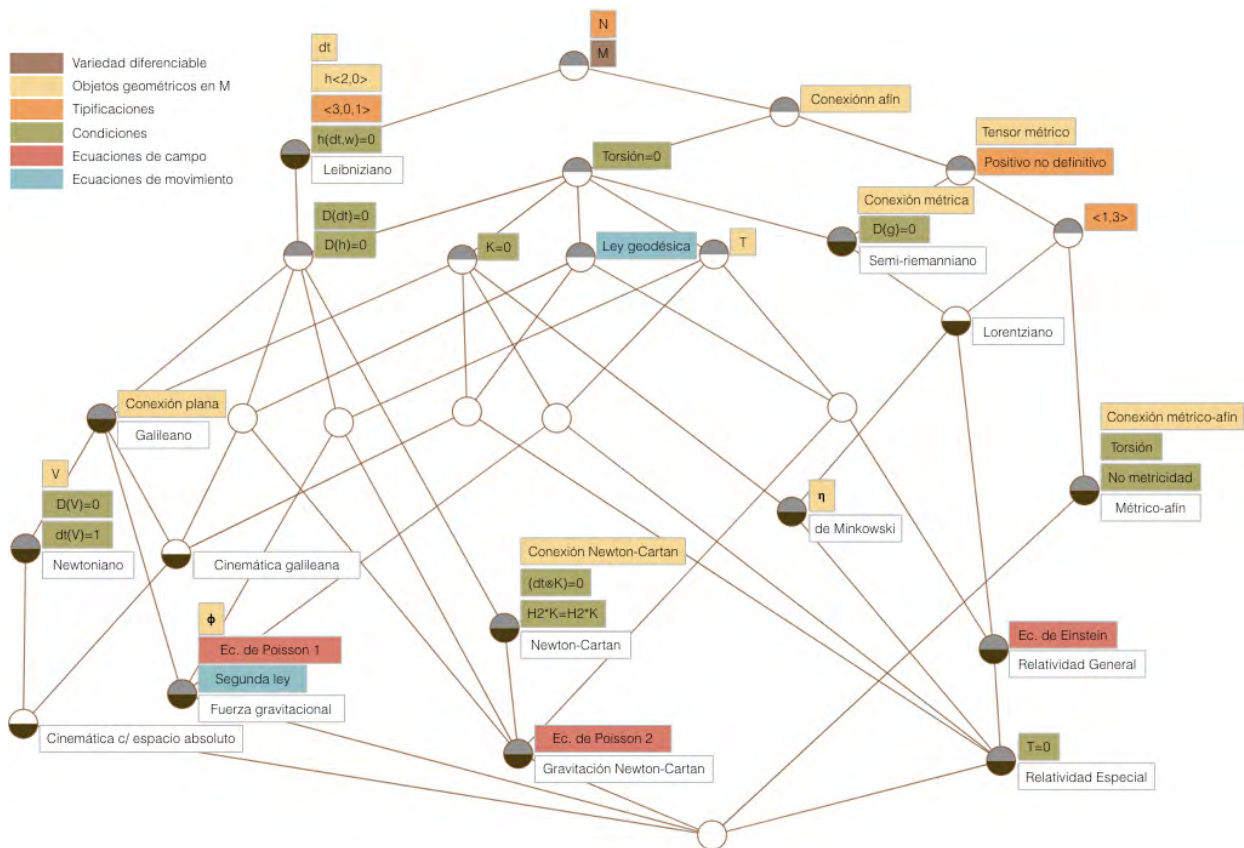 N
M
dt
h<2,0>
<3,0,1>
h(dt,w)=0
Leibniziano
Variedad diferenciable
Objetos geométricos en M
Tipificaciones
Condiciones
Ecuaciones de campo
Ecuaciones de movimiento
Conexiónn afín
Tensor métrico
Positivo no definitivo
Torsión=0
Conexión métrica
D(g)=0
Semi-riemanniano
<1,3>
D(dt)=0
D(h)=0
K=0
Ley geodésica
T
Lorentziano
Conexión plana
Galileano
Conexión métrico-afín
Torsión
No metricidad
Métrico-afín
V
D(V)=0
dt(V)=1
Newtoniano
η
de Minkowski
Cinemática galileana
Conexión Newton-Cartan
(dt⊗K)=0
H2*K=H2*K
Newton-Cartan
ϕ
Ec. de Poisson 1
Segunda ley
Fuerza gravitacional
Ec. de Einstein
Relatividad General
Cinemática c/ espacio absoluto
Ec. de Poisson 2
Gravitación Newton-Cartan
T=0
Relatividad Especial